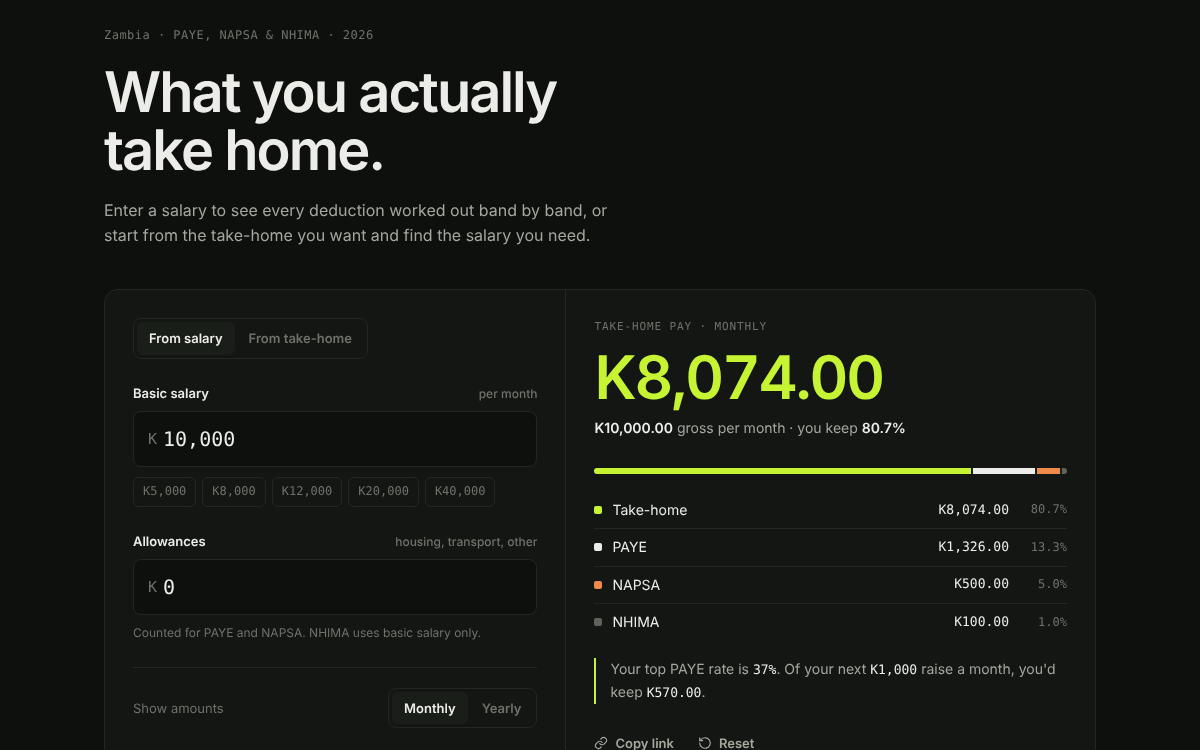 Zambia · PAYE, NAPSA & NHIMA · 2026
What you actually
take home.
Enter a salary to see every deduction worked out band by band, or
start from the take-home you want and find the salary you need.
From salary
From take-home
Basic salary
per month
K 10,000
K5,000
K8,000
K12,000
K20,000
K40,000
Allowances
housing, transport, other
K 0
Counted for PAYE and NAPSA. NHIMA uses basic salary only.
Show amounts
Monthly
Yearly
TAKE-HOME PAY · MONTHLY
K8,074.00
K10,000.00 gross per month · you keep 80.7%
Take-home K8,074.00 80.7%
PAYE K1,326.00 13.3%
NAPSA K500.00 5.0%
NHIMA K100.00 1.0%
Your top PAYE rate is 37%. Of your next K1,000 raise a month, you'd
keep K570.00.
Copy link
Reset